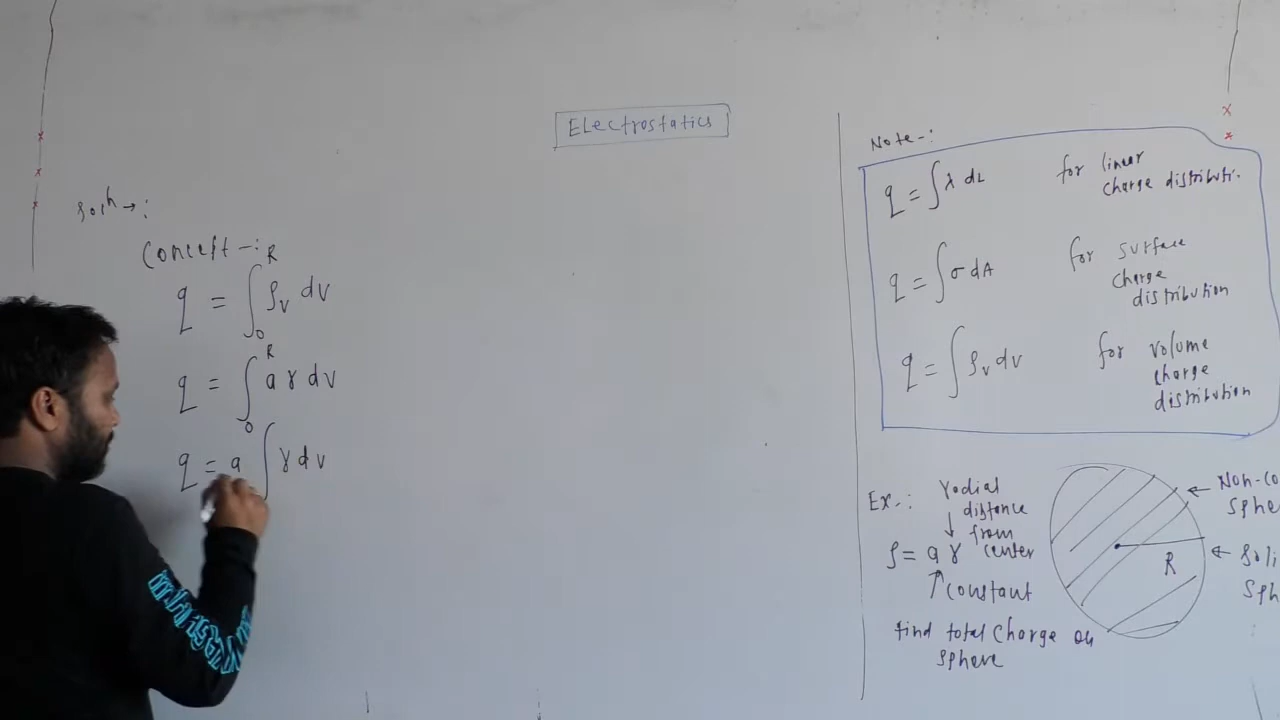 Electrostatics
Soln →:
Concept -:
q = ∫₀ᴿ ρv dv
q = ∫₀ᴿ a r dv
q = a ∫ r dv
Note -:
q = ∫ λ dL for linear
charge distributi.
q = ∫ σ dA for surface
charge
distribution
q = ∫ ρv dv for volume
charge
distribution
Ex.: radial
distance
from
ρ = a r center
constant
find total charge on
sphere
Non-co
Sphe
R
Soli
Sph